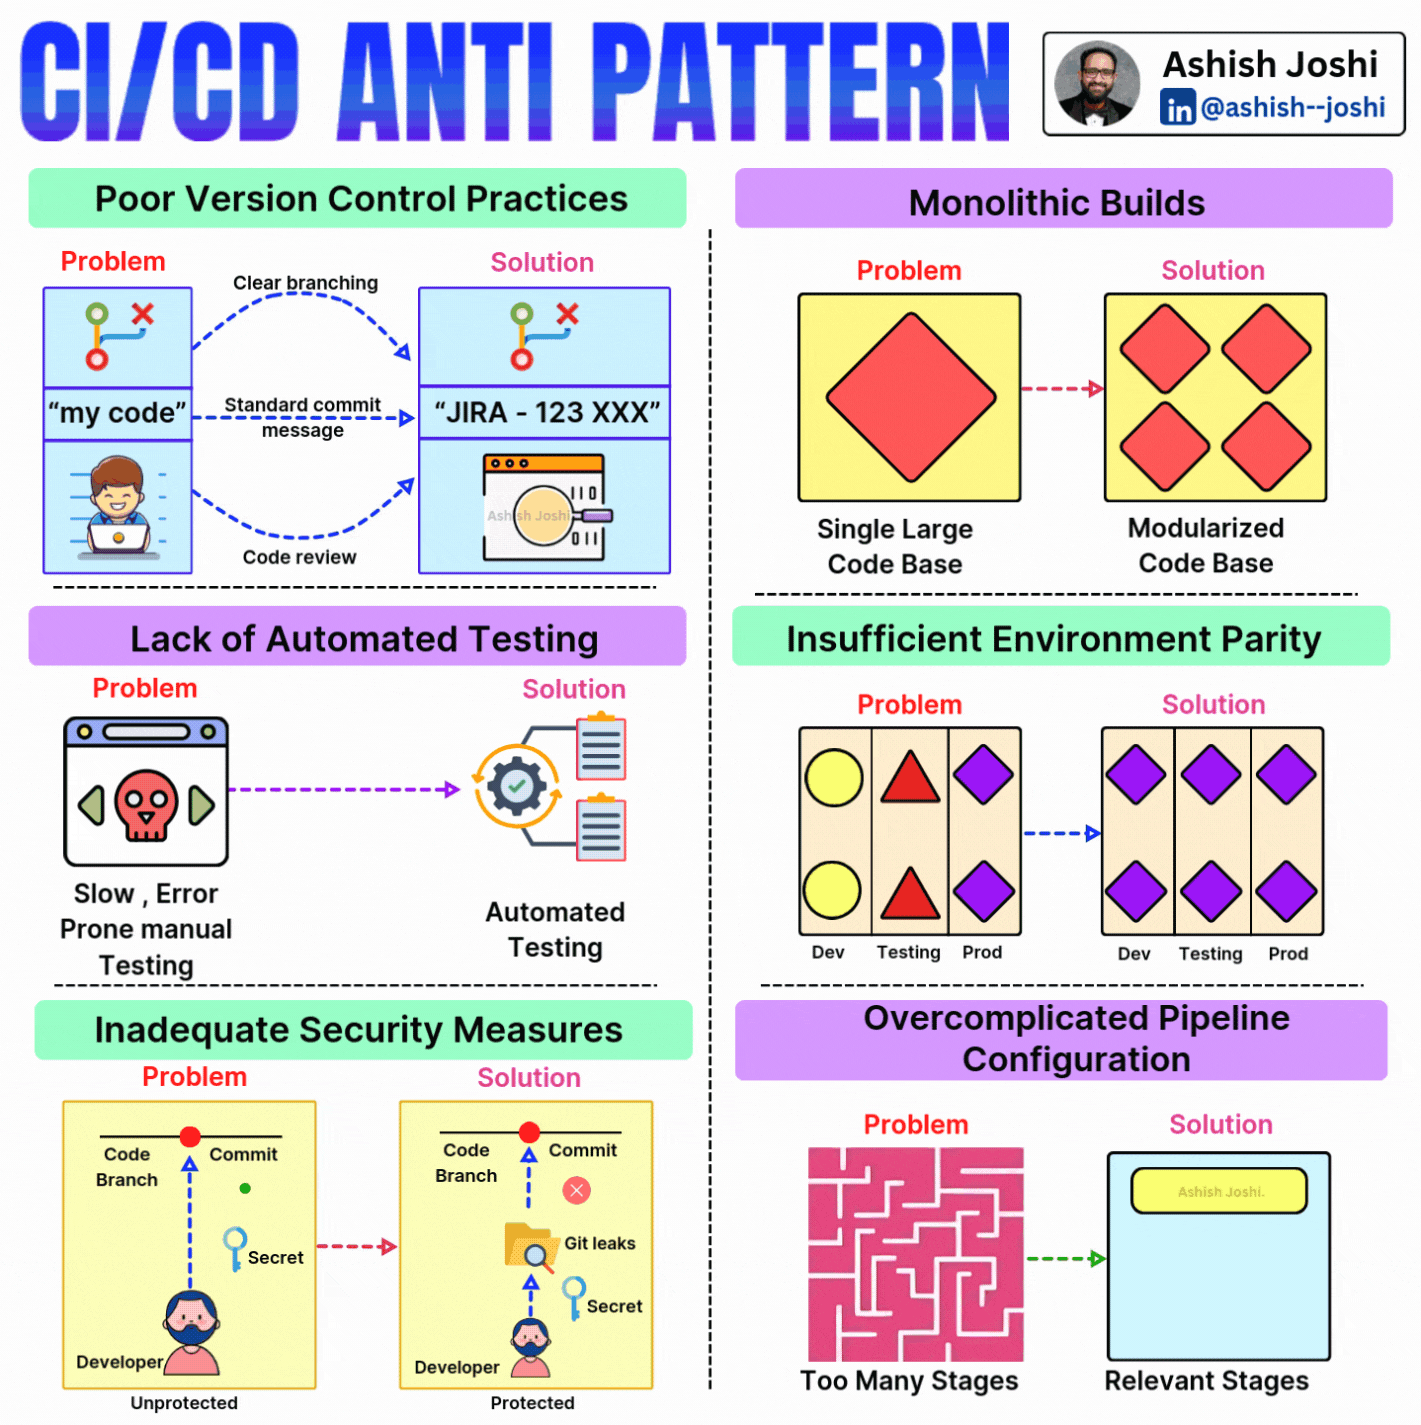 CI/CD ANTI PATTERN
Ashish Joshi
in @ashish--joshi
Poor Version Control Practices
Problem
Solution
Clear branching
"my code"
Standard commit
message
"JIRA - 123 XXX"
Ashish Joshi
Code review
Monolithic Builds
Problem
Solution
Single Large
Code Base
Modularized
Code Base
Lack of Automated Testing
Problem
Solution
Slow , Error
Prone manual
Testing
Automated
Testing
Insufficient Environment Parity
Problem
Solution
Dev
Testing
Prod
Dev
Testing
Prod
Inadequate Security Measures
Problem
Solution
Code
Branch
Commit
Secret
Developer
Unprotected
Code
Branch
Commit
Git leaks
Secret
Developer
Protected
Overcomplicated Pipeline
Configuration
Problem
Solution
Ashish Joshi.
Too Many Stages
Relevant Stages